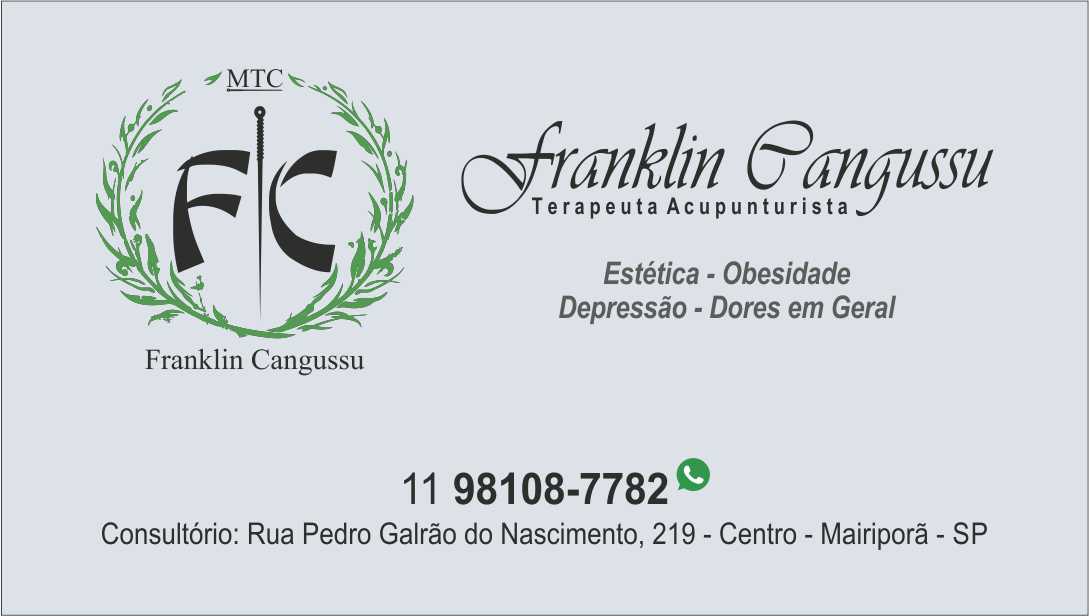 MTC
FC
Franklin Cangussu
Franklin Cangussu
Terapeuta Acupunturista
Estética - Obesidade
Depressão - Dores em Geral
11 98108-7782
Consultório: Rua Pedro Galrão do Nascimento, 219 - Centro - Mairiporã - SP